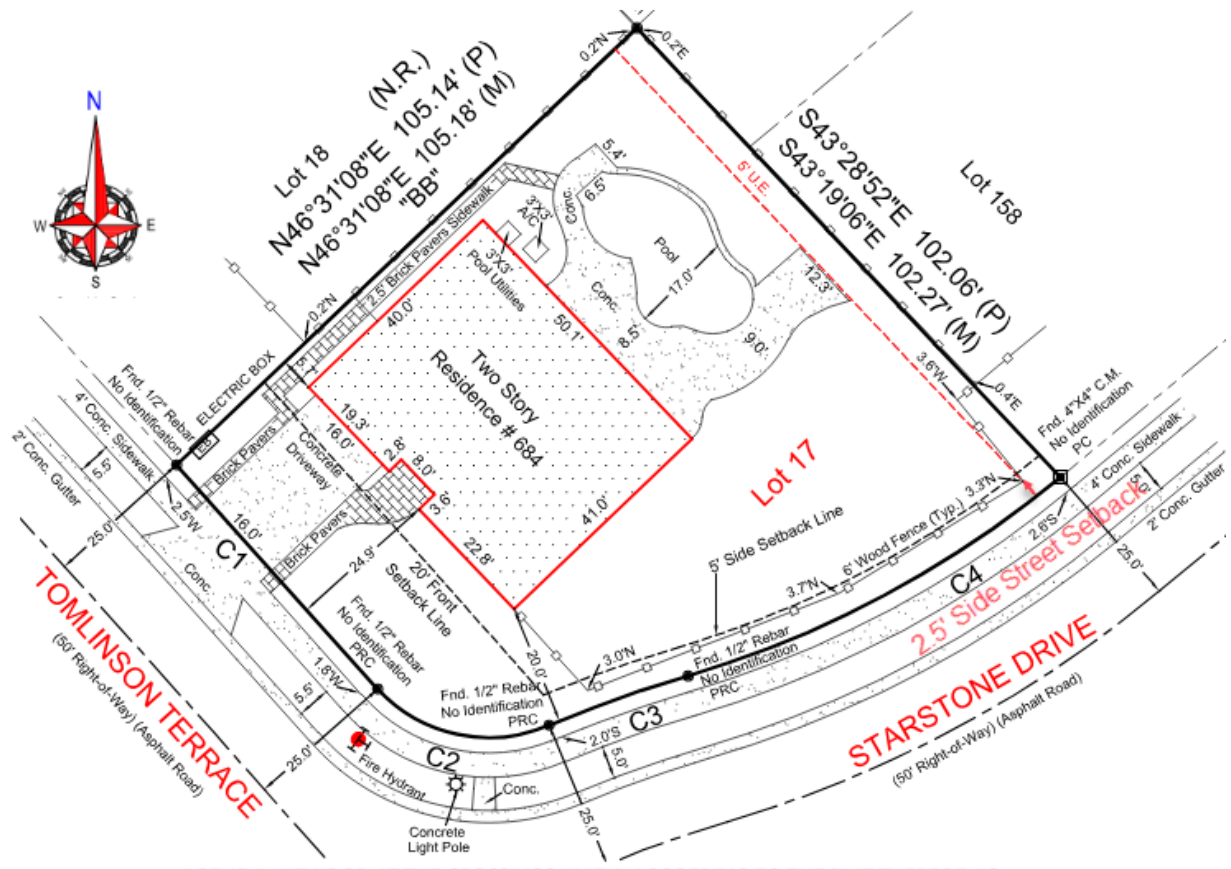 N
W
E
S
Lot 18
(N.R.)
N46°31'08"E 105.14' (P)
N46°31'08"E 105.18' (M)
"BB"
0.2'N
0.2'E
S43°28'52"E 102.06' (P)
S43°19'06"E 102.27' (M)
Lot 158
5' U.E.
5.4'
6.5'
Conc.
3'X3'
A/C
3'X3'
Pool Utilities
Pool
17.0'
Conc.
8.5'
9.0'
12.3'
2.5' Brick Pavers Sidewalk
0.2'N
40.0'
50.1'
Two Story
Residence # 684
5.7'
19.3'
16.0'
2.8'
8.0'
3.6'
22.8'
41.0'
ELECTRIC BOX
EB
Fnd. 1/2" Rebar
No Identification
4' Conc. Sidewalk
2' Conc. Gutter
5.5'
2.5'W
25.0'
Brick Pavers
Concrete
Driveway
16.0'
C1
Brick Pavers
Conc.
24.9'
20' Front
Setback Line
Fnd. 1/2" Rebar
No Identification
PRC
1.8'W
5.5'
25.0'
TOMLINSON TERRACE
(50' Right-of-Way) (Asphalt Road)
Lot 17
3.6'W
0.4'E
Fnd. 4"X4" C.M.
No Identification
PC
3.3'N
5' Side Setback Line
6' Wood Fence (Typ.)
3.7'N
3.0'N
20.0'
Fnd. 1/2" Rebar
No Identification
PRC
Fnd. 1/2" Rebar
No Identification
PRC
4' Conc. Sidewalk
5.0'
2' Conc. Gutter
2.6'S
25.0'
C4
2.5' Side Street Setback
C3
2.0'S
5.0'
C2
Fire Hydrant
Conc.
Concrete
Light Pole
25.0'
STARSTONE DRIVE
(50' Right-of-Way) (Asphalt Road)